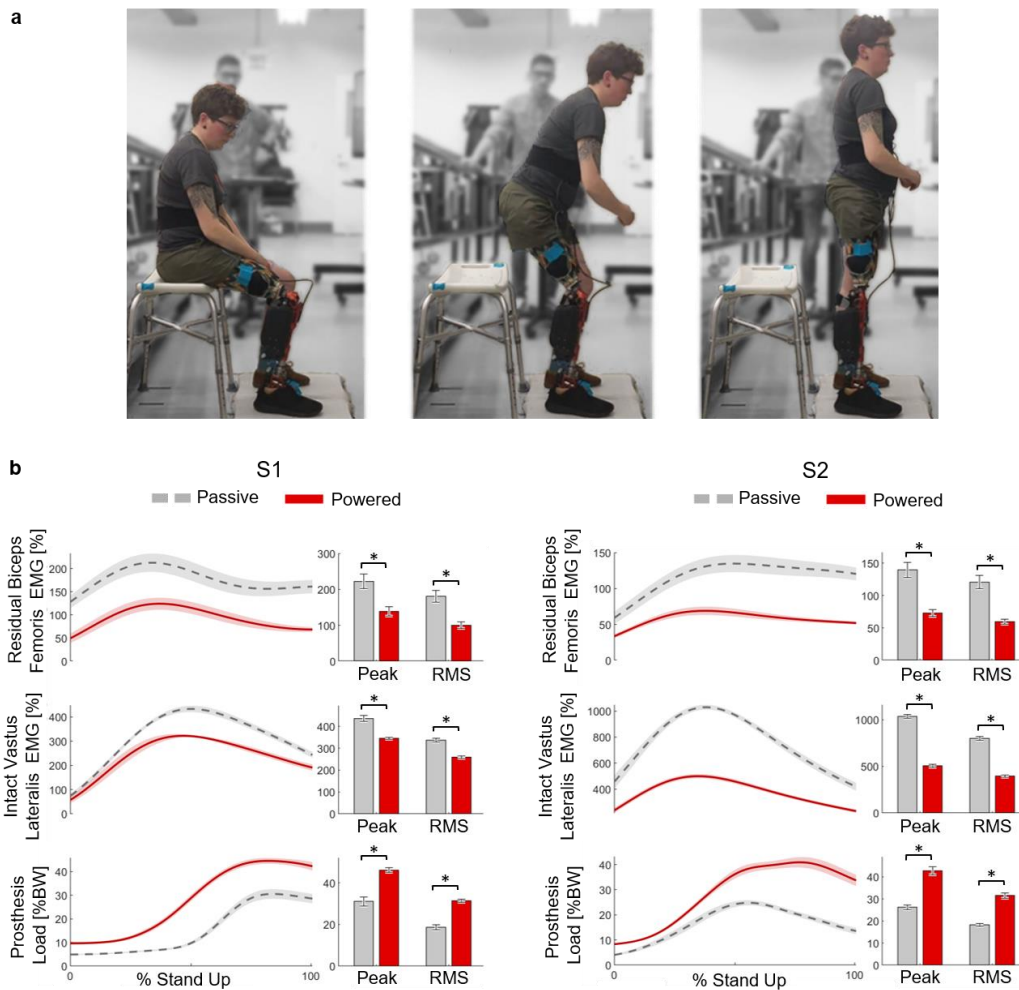 a
b
S1
Passive
Powered
Residual Biceps
Femoris EMG [%]
200
150
100
50
0
300
200
100
0
*
*
Peak
RMS
Intact Vastus
Lateralis EMG [%]
400
300
200
100
0
400
300
200
100
0
*
*
Peak
RMS
Prosthesis
Load [%BW]
40
30
20
10
0
0
% Stand Up
100
40
20
0
*
*
Peak
RMS
S2
Passive
Powered
Residual Biceps
Femoris EMG [%]
150
100
50
0
150
100
50
0
*
*
Peak
RMS
Intact Vastus
Lateralis EMG [%]
1000
800
600
400
1000
500
0
*
*
Peak
RMS
Prosthesis
Load [%BW]
40
30
20
10
0
0
% Stand Up
100
40
30
20
10
0
*
*
Peak
RMS